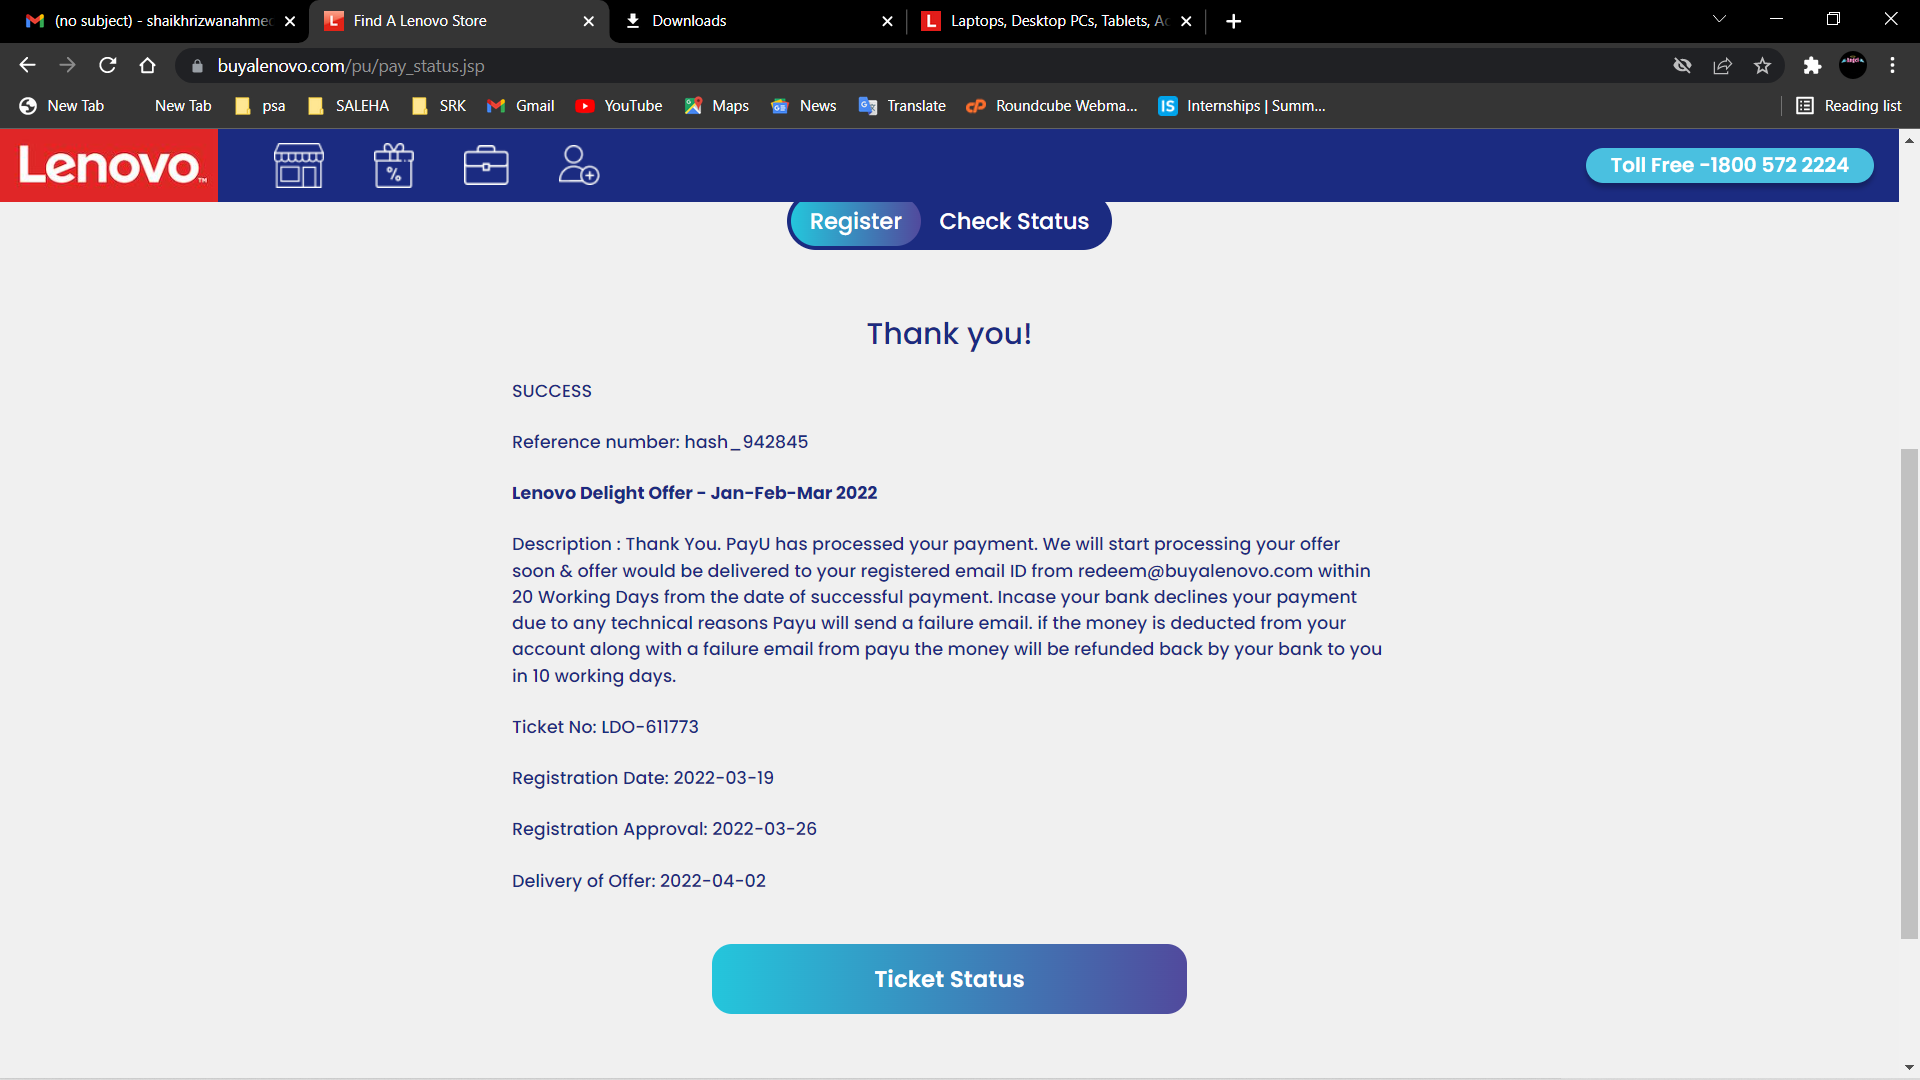 (no subject) - shaikhrizwanahmed
Find A Lenovo Store
Downloads
Laptops, Desktop PCs, Tablets, Ac
buyalenovo.com/pu/pay_status.jsp
New Tab
New Tab
psa
SALEHA
SRK
Gmail
YouTube
Maps
News
Translate
Roundcube Webma...
IS
Internships | Summ...
Reading list
Lenovo™
%
Toll Free -1800 572 2224
Register
Check Status
Thank you!
SUCCESS
Reference number: hash_942845
Lenovo Delight Offer - Jan-Feb-Mar 2022
Description : Thank You. PayU has processed your payment. We will start processing your offer
soon & offer would be delivered to your registered email ID from redeem@buyalenovo.com within
20 Working Days from the date of successful payment. Incase your bank declines your payment
due to any technical reasons Payu will send a failure email. if the money is deducted from your
account along with a failure email from payu the money will be refunded back by your bank to you
in 10 working days.
Ticket No: LDO-611773
Registration Date: 2022-03-19
Registration Approval: 2022-03-26
Delivery of Offer: 2022-04-02
Ticket Status